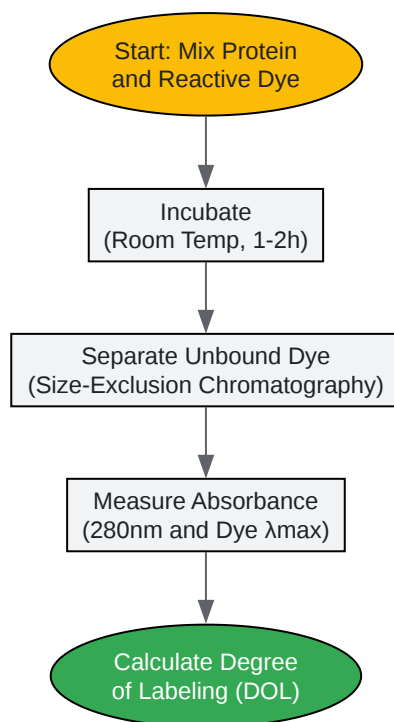 Start: Mix Protein
and Reactive Dye
Incubate
(Room Temp, 1-2h)
Separate Unbound Dye
(Size-Exclusion Chromatography)
Measure Absorbance
(280nm and Dye λmax)
Calculate Degree
of Labeling (DOL)